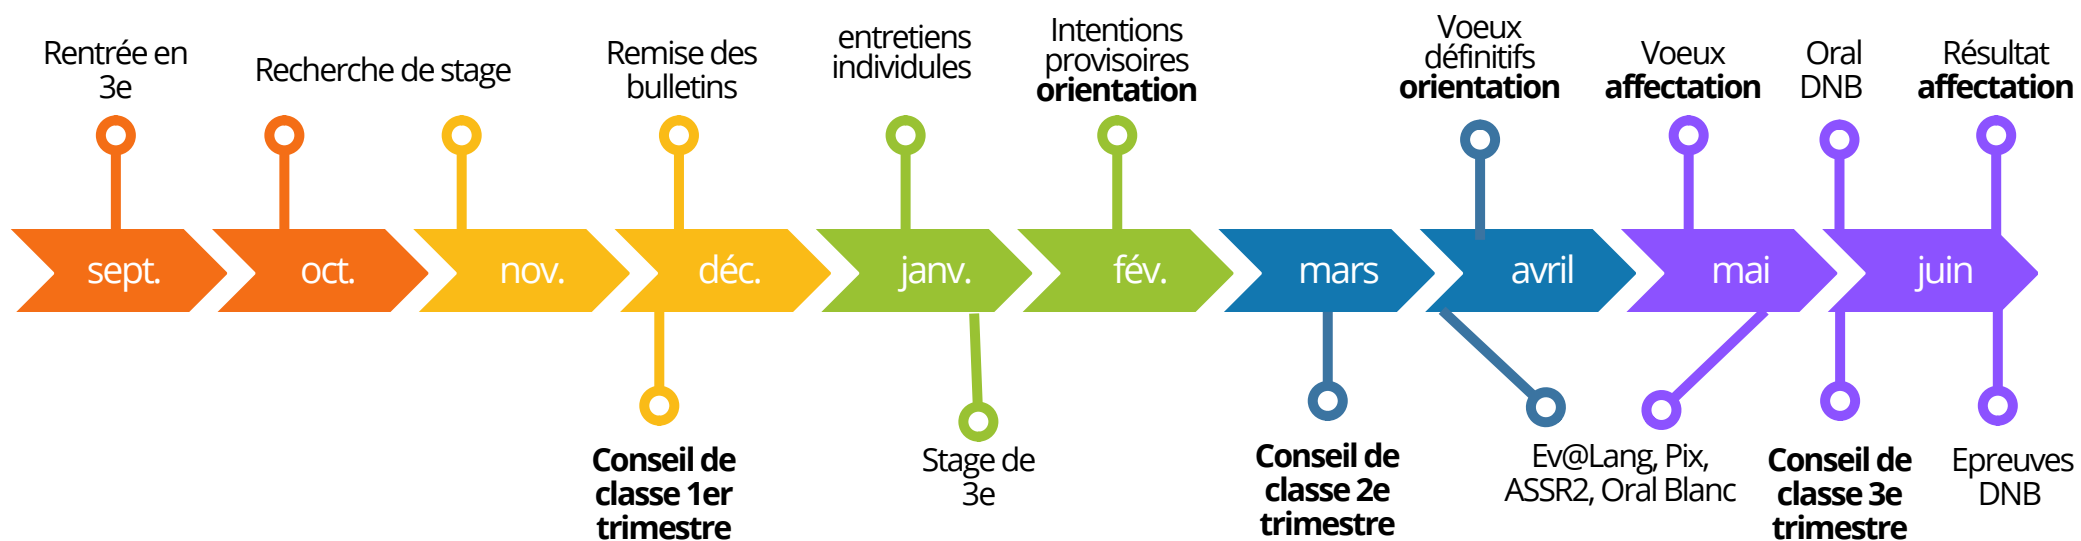 Rentrée en
3e
Recherche de stage
Remise des
bulletins
entretiens
individules
Intentions
provisoires
orientation
Voeux
définitifs
orientation
Voeux
affectation
Oral
DNB
Résultat
affectation
sept.
oct.
nov.
déc.
janv.
fév.
mars
avril
mai
juin
Conseil de
classe 1er
trimestre
Stage de
3e
Conseil de
classe 2e
trimestre
Ev@Lang, Pix,
ASSR2, Oral Blanc
Conseil de
classe 3e
trimestre
Epreuves
DNB